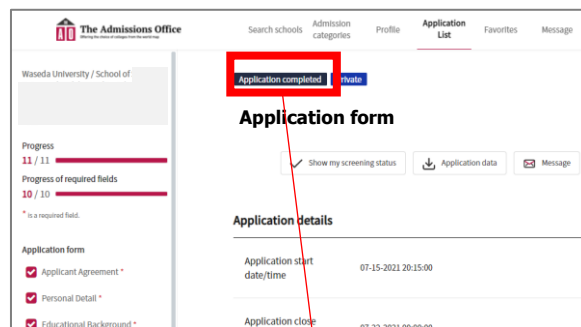 The Admissions Office
Offering the choice of colleges from the world map
Search schools
Admission
categories
Profile
Application
List
Favorites
Message
Waseda University / School of
Application completed
Private
Application form
Progress
11 / 11
Progress of required fields
10 / 10
* is a required field.
Show my screening status
Application data
Message
Application details
Application form
Applicant Agreement *
Personal Detail *
Educational Background *
Application start
date/time
07-15-2021 20:15:00
Application close